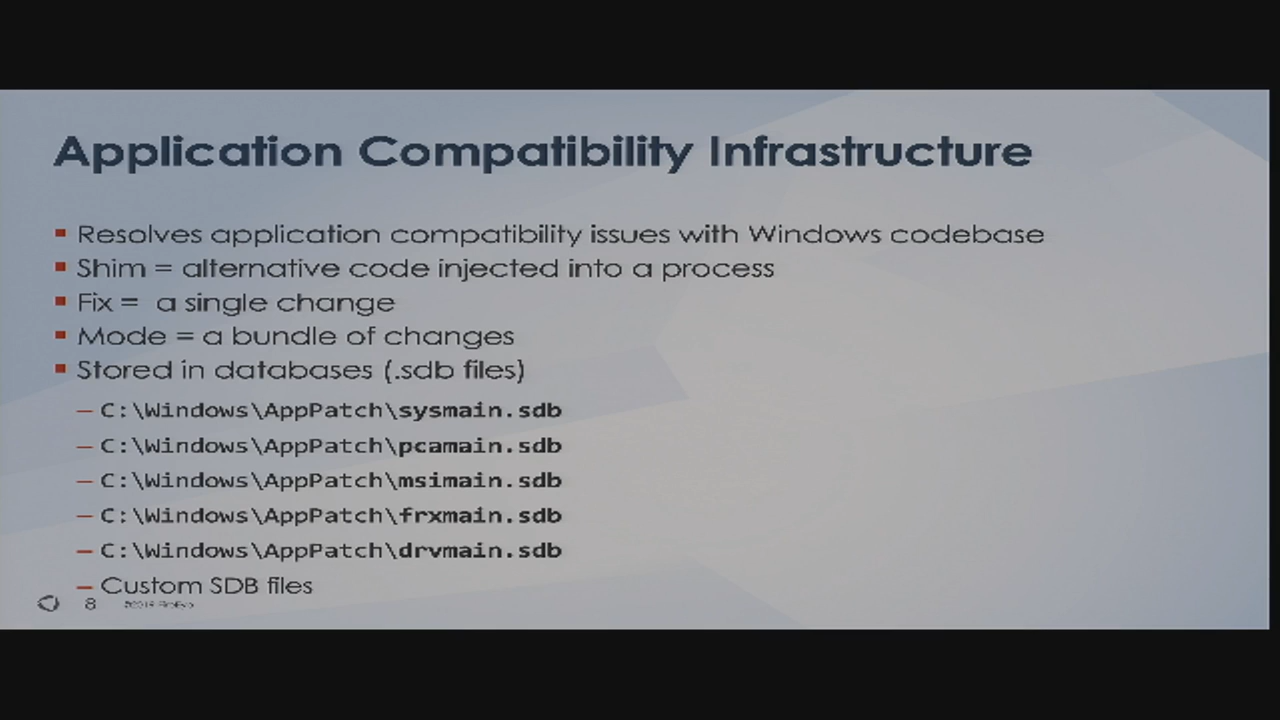 Application Compatibility Infrastructure
Resolves application compatibility issues with Windows codebase
Shim = alternative code injected into a process
Fix = a single change
Mode = a bundle of changes
Stored in databases (.sdb files)
– C:\Windows\AppPatch\sysmain.sdb
– C:\Windows\AppPatch\pcamain.sdb
– C:\Windows\AppPatch\msimain.sdb
– C:\Windows\AppPatch\frxmain.sdb
– C:\Windows\AppPatch\drvmain.sdb
– Custom SDB files
8